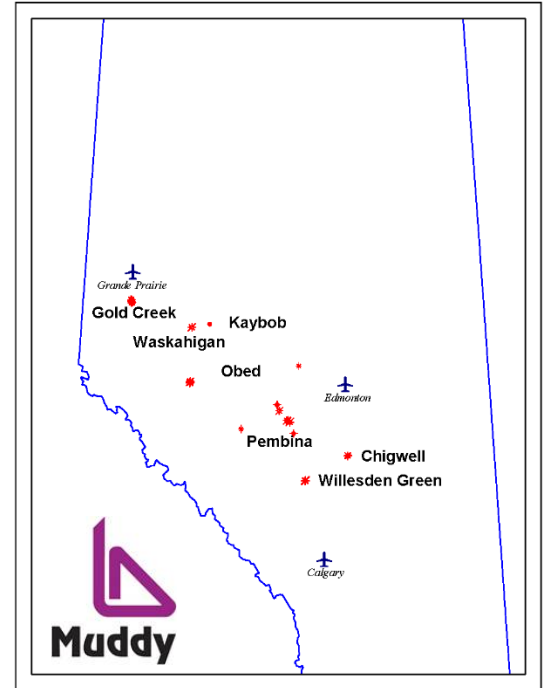 Grande Prairie
Gold Creek
Kaybob
Waskahigan
Obed
Edmonton
Pembina
Chigwell
Willesden Green
Calgary
Muddy